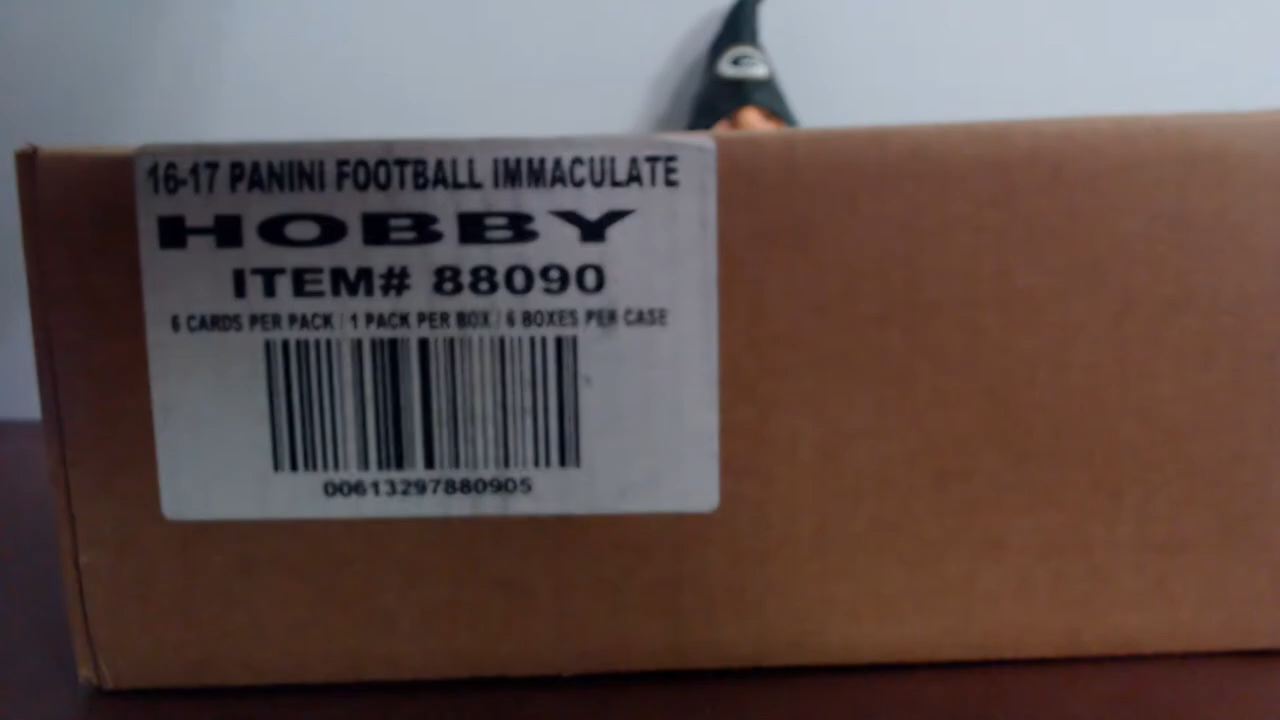 G
16-17 PANINI FOOTBALL IMMACULATE
HOBBY
ITEM# 88090
6 CARDS PER PACK / 1 PACK PER BOX / 6 BOXES PER CASE
00613297880905